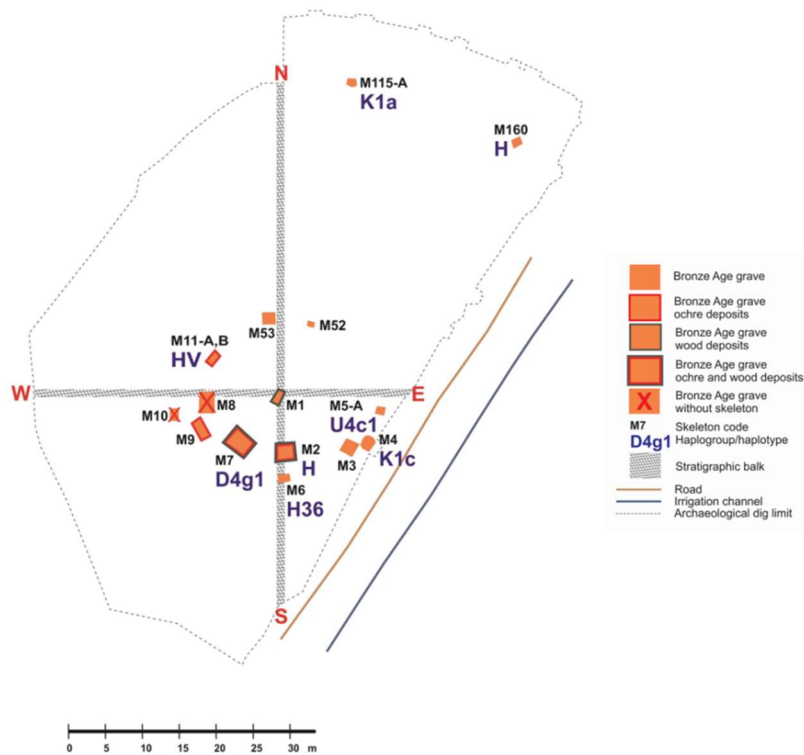 N
M115-A
K1a
M160
H
M53
M52
M11-A,B
HV
W
E
M8
M1
M10
M9
M5-A
U4c1
M4
K1c
M3
M7
D4g1
M2
H
M6
H36
S
Bronze Age grave
Bronze Age grave
ochre deposits
Bronze Age grave
wood deposits
Bronze Age grave
ochre and wood deposits
X
Bronze Age grave
without skeleton
M7 Skeleton code
D4g1 Haplogroup/haplotype
Stratigraphic balk
Road
Irrigation channel
Archaeological dig limit
0 5 10 15 20 25 30 m